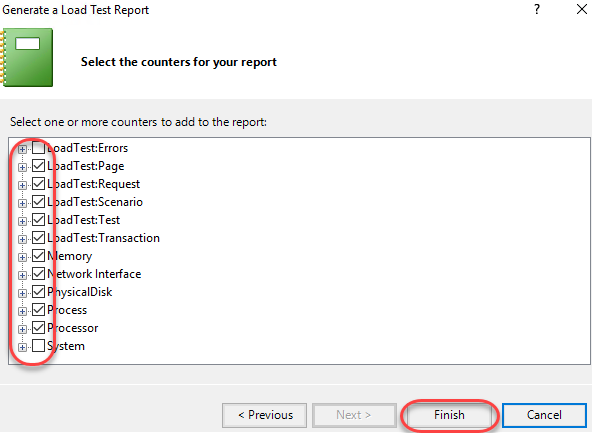 Generate a Load Test Report
?
Select the counters for your report
Select one or more counters to add to the report:
LoadTest:Errors
LoadTest:Page
LoadTest:Request
LoadTest:Scenario
LoadTest:Test
LoadTest:Transaction
Memory
Network Interface
PhysicalDisk
Process
Processor
System
< Previous
Next >
Finish
Cancel